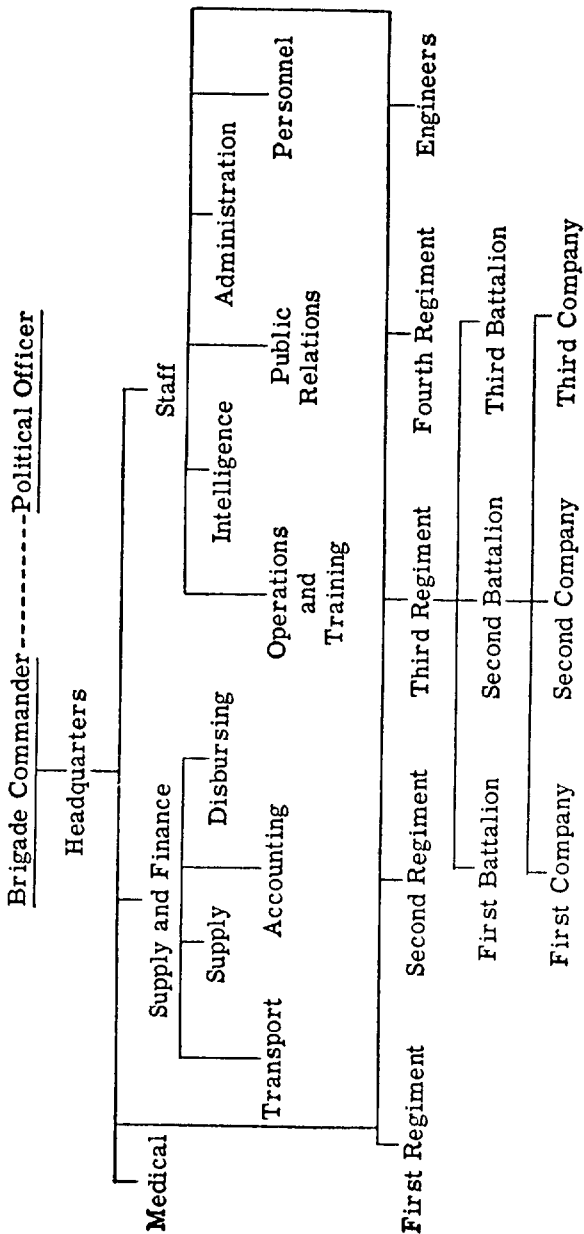 Brigade Commander-----------Political Officer
Headquarters
Medical
Supply and Finance
Staff
Transport
Supply
Accounting
Disbursing
Operations
and
Training
Intelligence
Public
Relations
Administration
Personnel
First Regiment
Second Regiment
Third Regiment
Fourth Regiment
Engineers
First Battalion
Second Battalion
Third Battalion
First Company
Second Company
Third Company